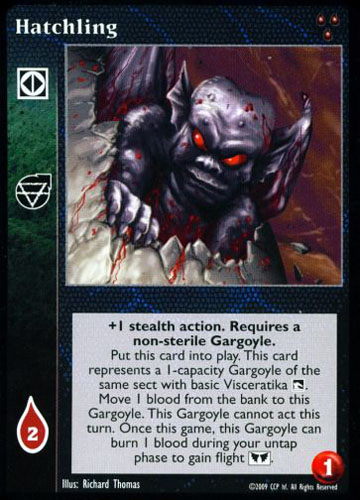 Hatchling
+1 stealth action. Requires a
non-sterile Gargoyle.
Put this card into play. This card
represents a 1-capacity Gargoyle of the
same sect with basic Visceratika.
Move 1 blood from the bank to this
Gargoyle. This Gargoyle cannot act this
turn. Once this game, this Gargoyle can
burn 1 blood during your untap
phase to gain flight.
2
1
Illus: Richard Thomas
©2009 CCP hf. All Rights Reserved